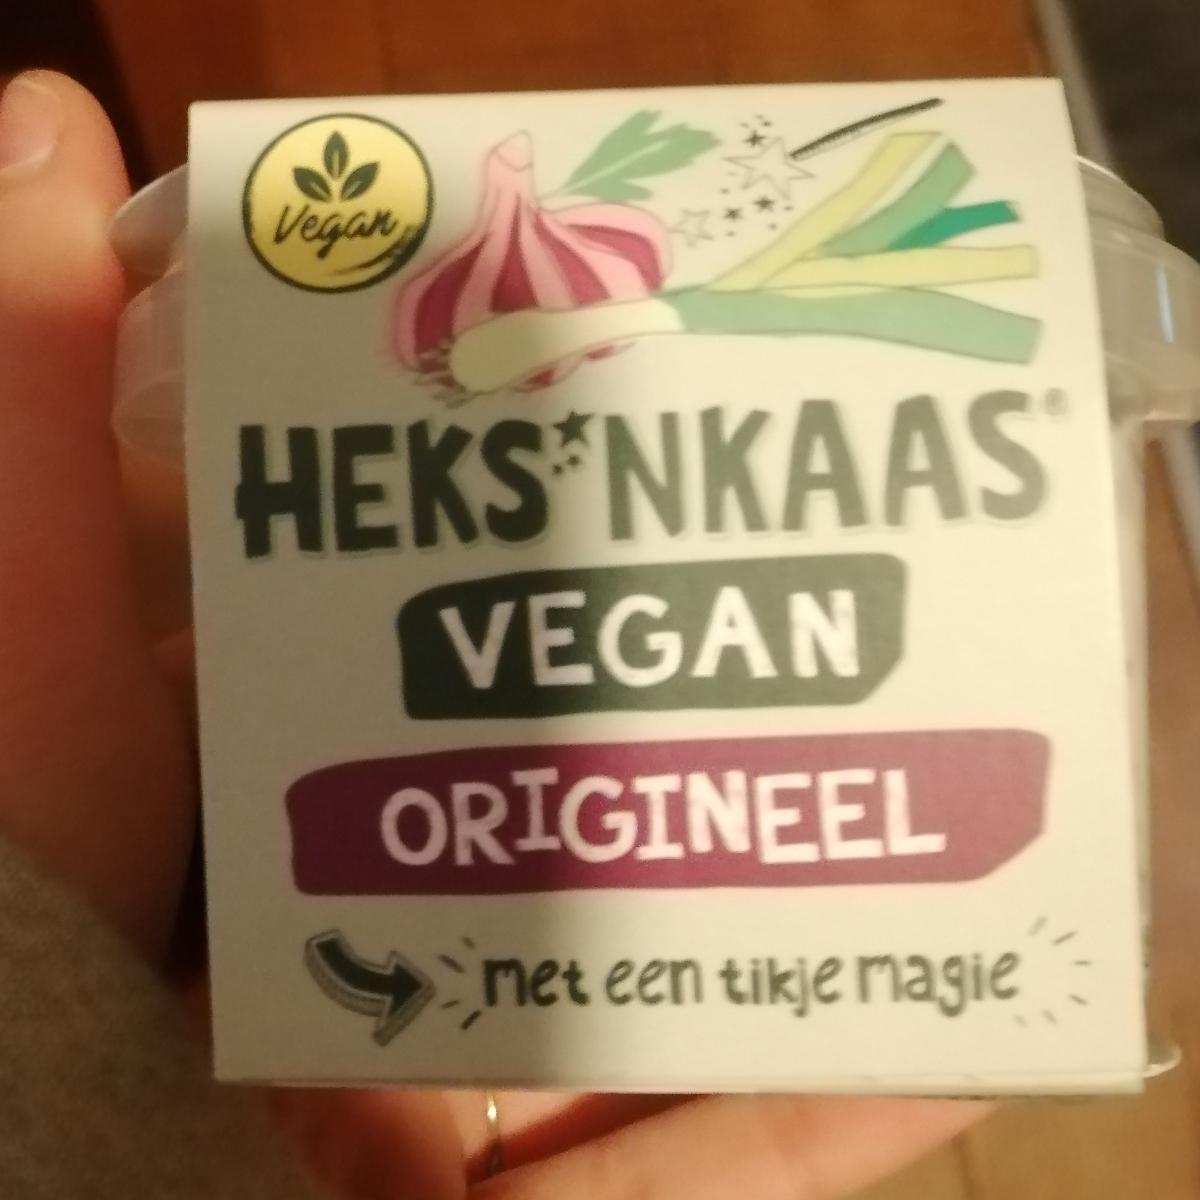 Vegan
HEKS'NKAAS®
VEGAN
ORIGINEEL
met een tikje magie